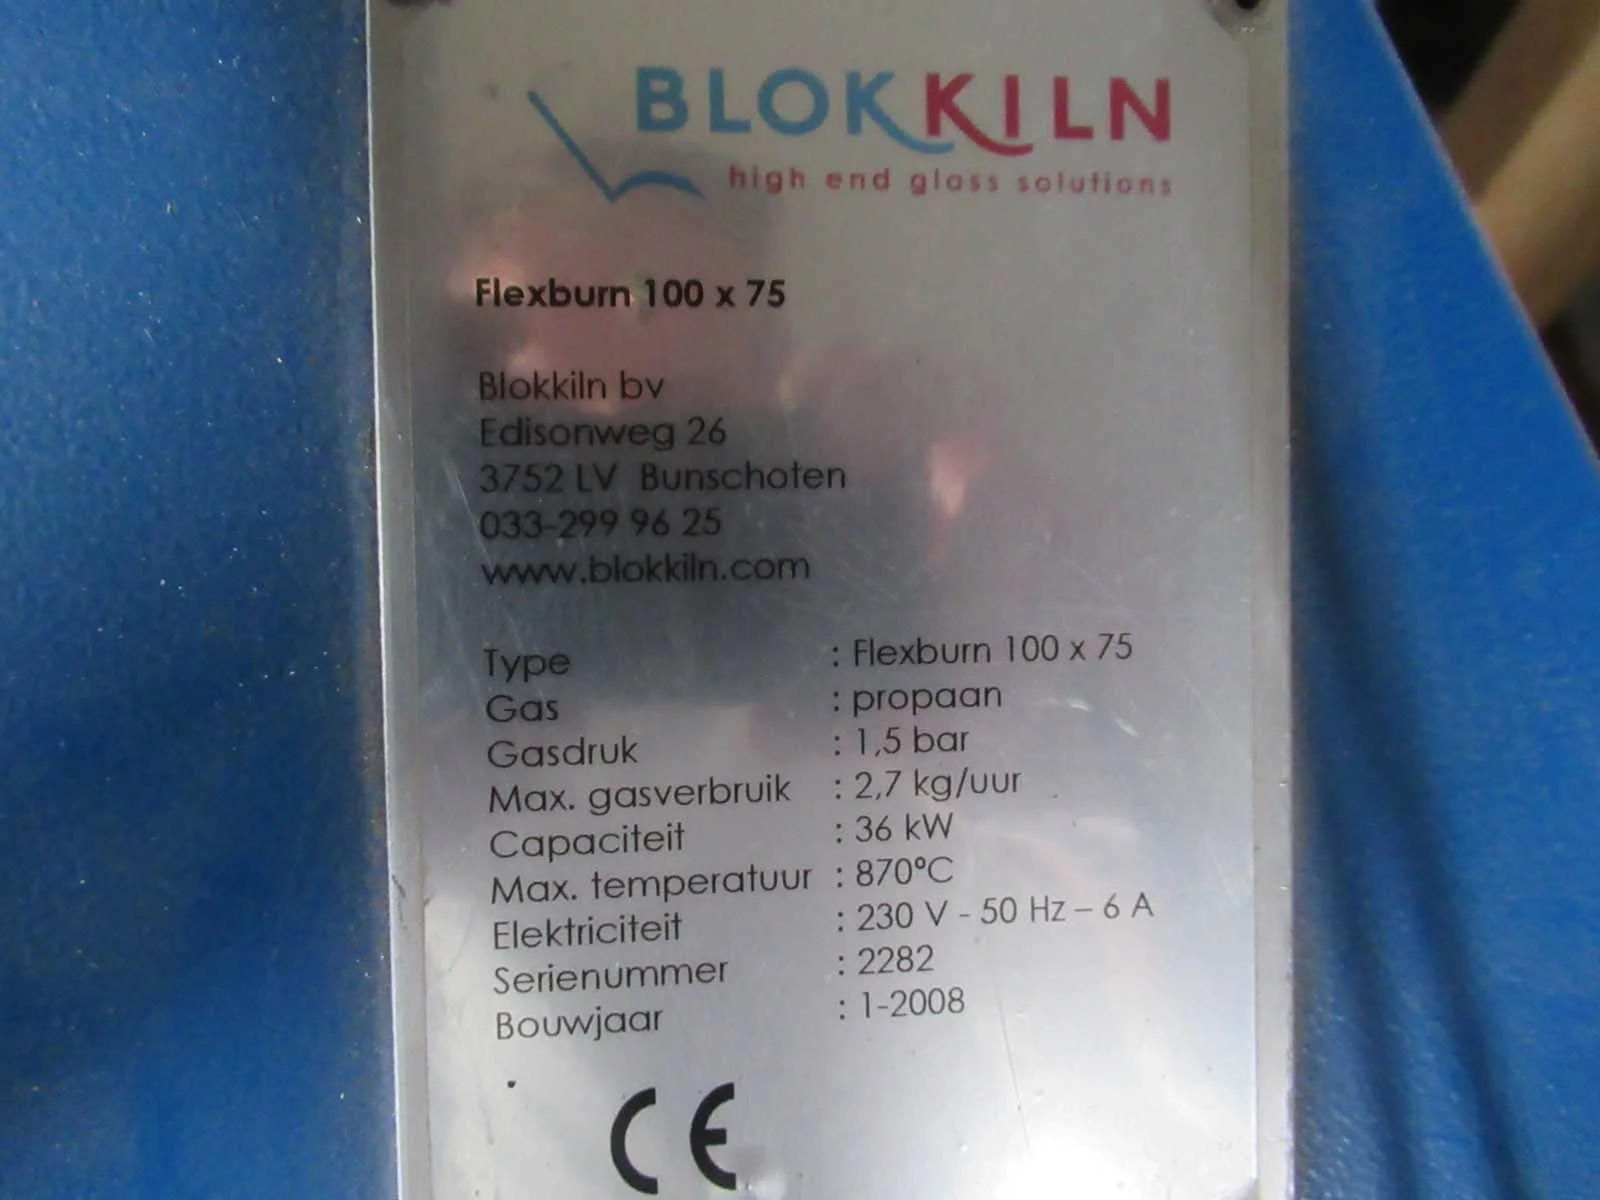 BLOKKILN
high end glass solutions
Flexburn 100 x 75
Blokkiln bv
Edisonweg 26
3752 LV Bunschoten
033-299 96 25
www.blokkiln.com
Type : Flexburn 100 x 75
Gas : propaan
Gasdruk : 1,5 bar
Max. gasverbruik : 2,7 kg/uur
Capaciteit : 36 kW
Max. temperatuur : 870°C
Elektriciteit : 230 V - 50 Hz – 6 A
Serienummer : 2282
Bouwjaar : 1-2008
CE